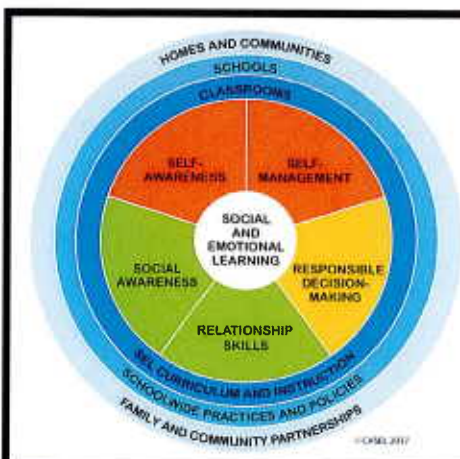 HOMES AND COMMUNITIES
SCHOOLS
CLASSROOMS
SELF-
AWARENESS
SELF-
MANAGEMENT
SOCIAL
AND
EMOTIONAL
LEARNING
SOCIAL
AWARENESS
RESPONSIBLE
DECISION-
MAKING
RELATIONSHIP
SKILLS
SEL CURRICULUM AND INSTRUCTION
SCHOOLWIDE PRACTICES AND POLICIES
FAMILY AND COMMUNITY PARTNERSHIPS
©CASEL 2017